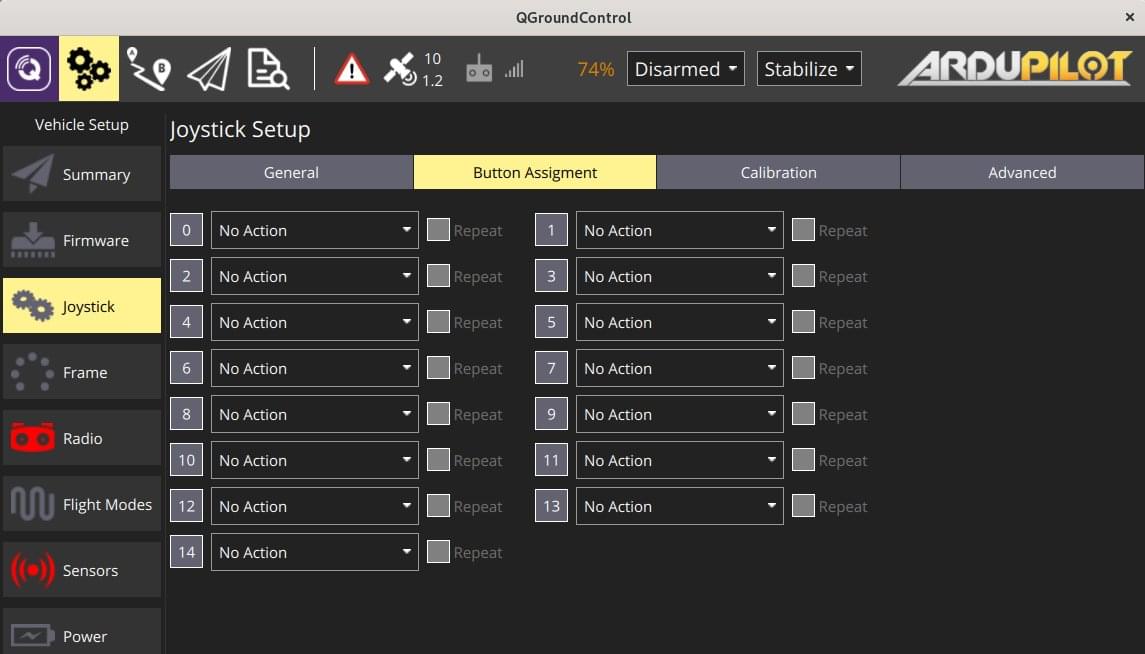 QGroundControl
A B
10
1.2
74% Disarmed Stabilize ARDUPILOT
Vehicle Setup
Summary
Firmware
Joystick
Frame
Radio
Flight Modes
Sensors
Power
Joystick Setup
General Button Assigment Calibration Advanced
0 No Action Repeat 1 No Action Repeat
2 No Action Repeat 3 No Action Repeat
4 No Action Repeat 5 No Action Repeat
6 No Action Repeat 7 No Action Repeat
8 No Action Repeat 9 No Action Repeat
10 No Action Repeat 11 No Action Repeat
12 No Action Repeat 13 No Action Repeat
14 No Action Repeat